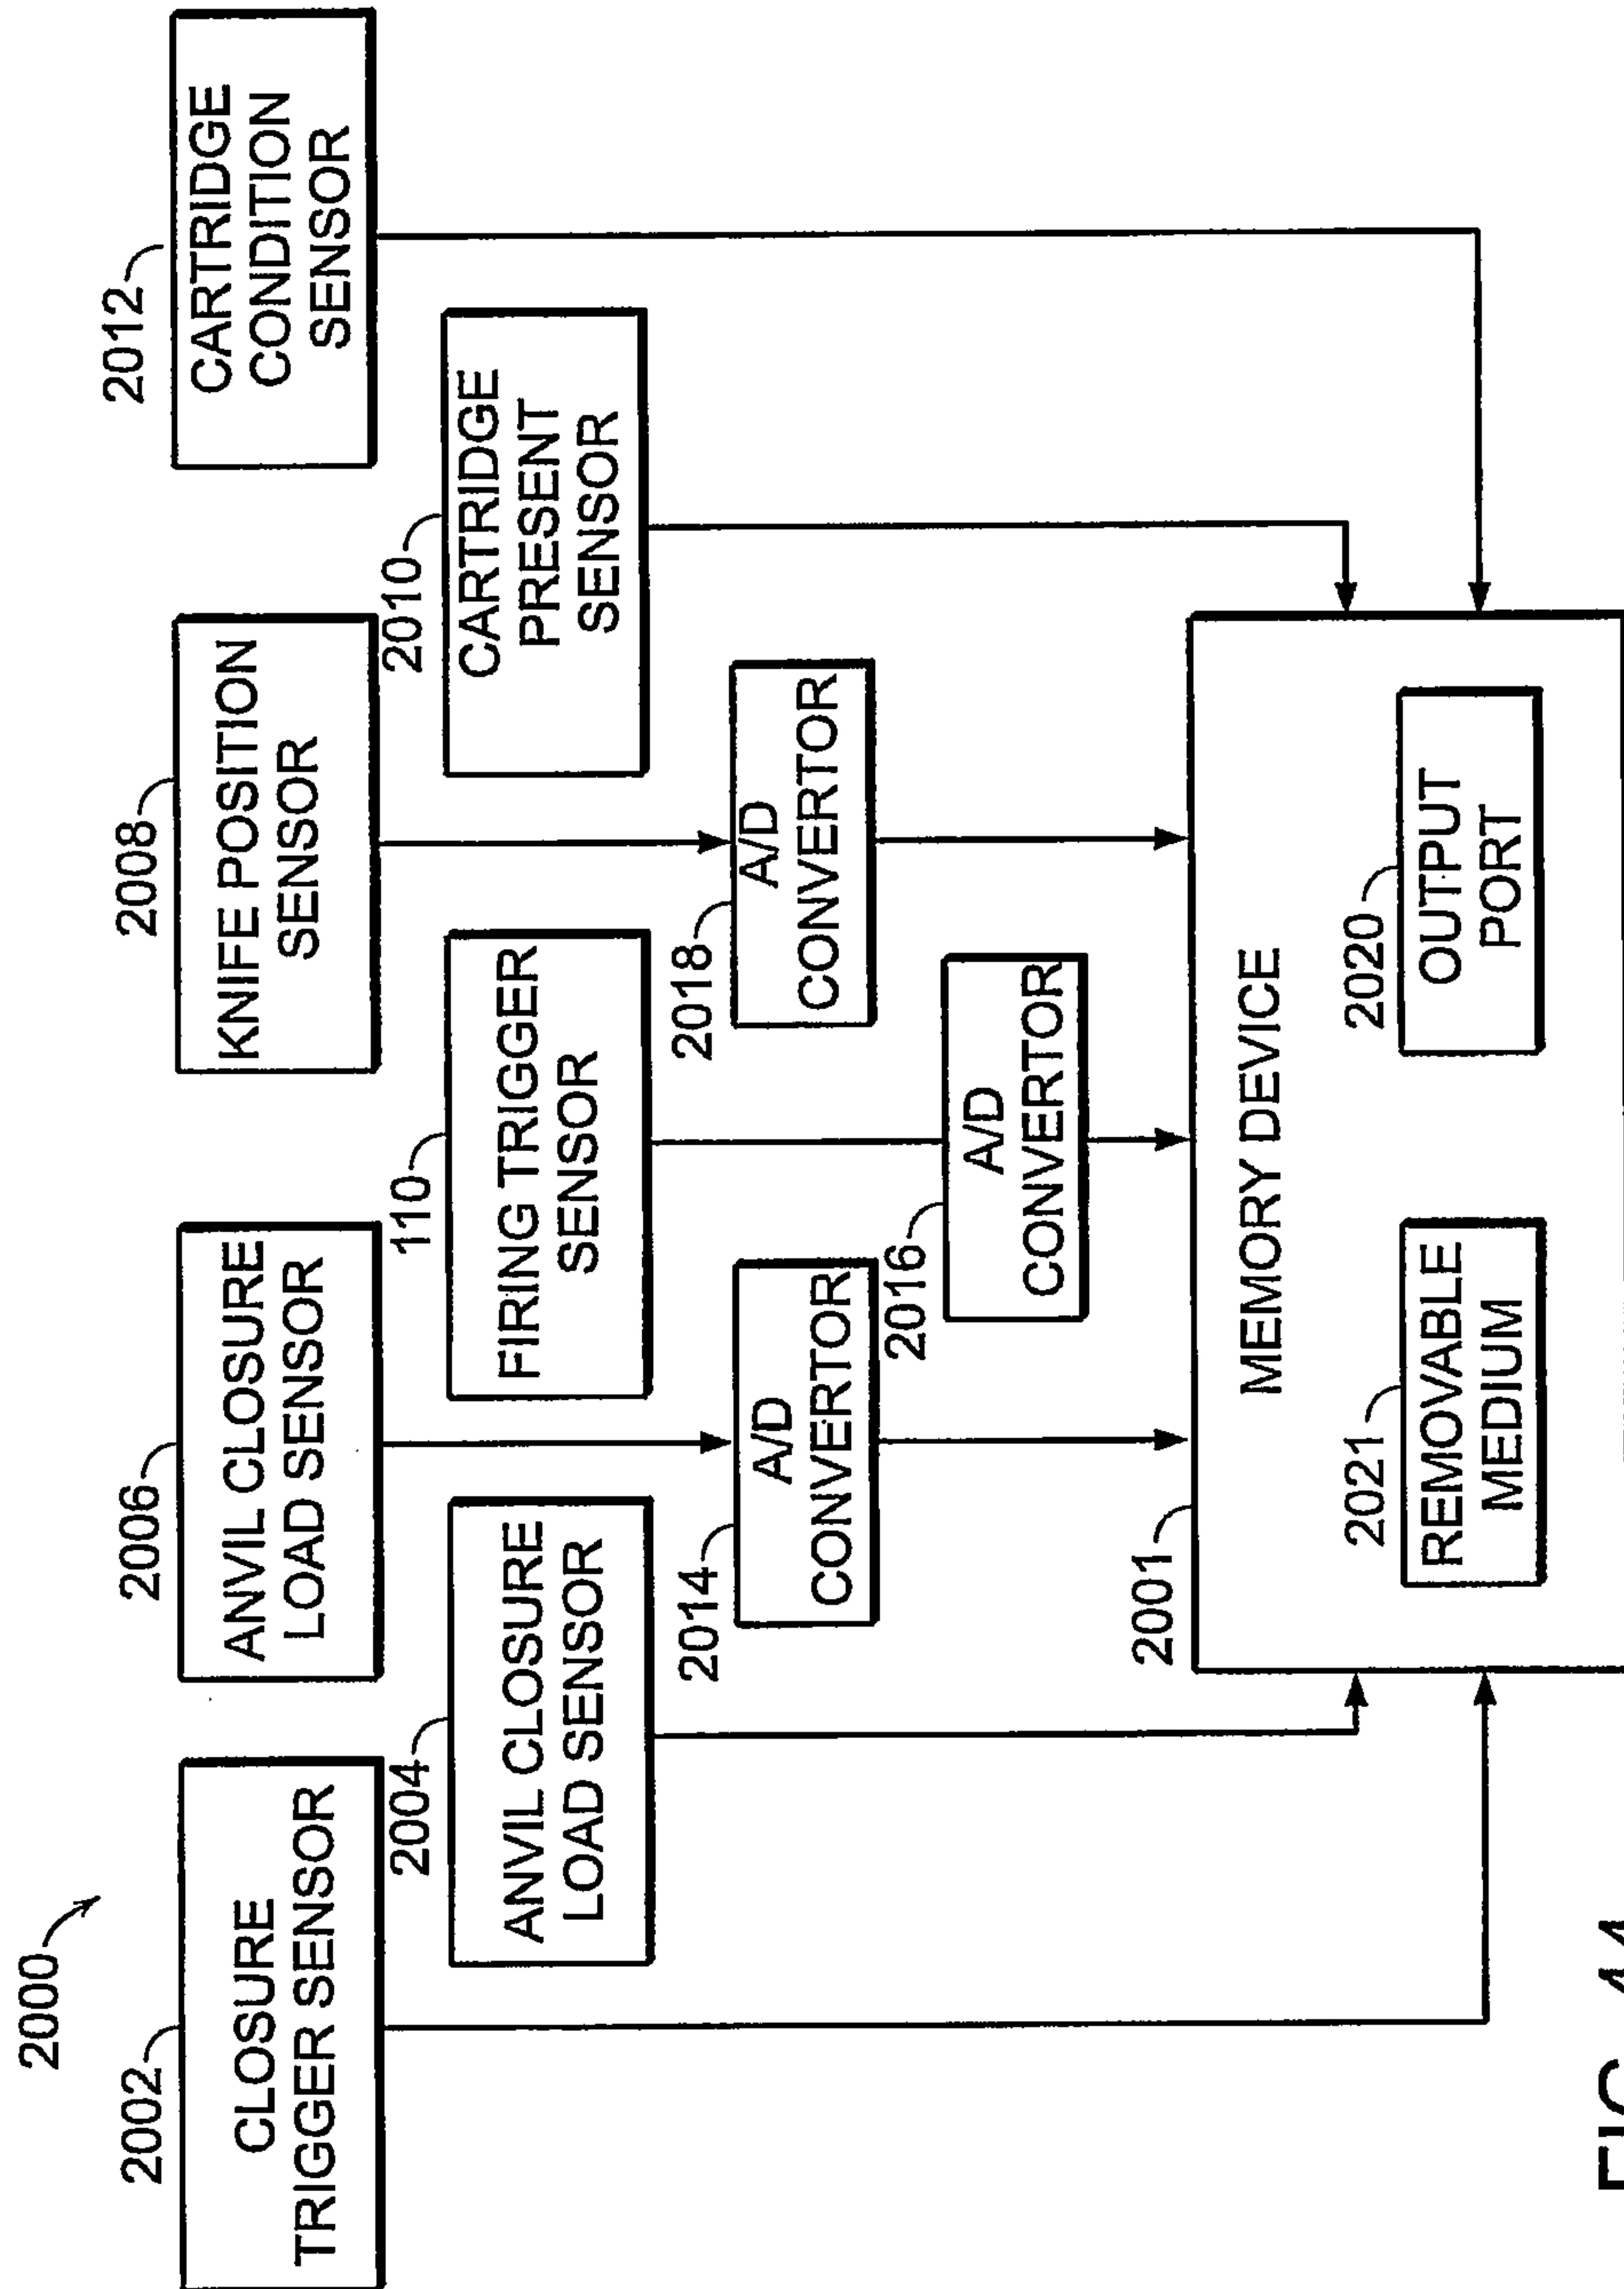 2000
2002
CLOSURE
TRIGGER SENSOR
2006
ANVIL CLOSURE
LOAD SENSOR
2008
KNIFE POSITION
SENSOR
2012
CARTRIDGE
CONDITION
SENSOR
2004
ANVIL CLOSURE
LOAD SENSOR
110
FIRING TRIGGER
SENSOR
2010
CARTRIDGE
PRESENT
SENSOR
2014
A/D
CONVERTOR
2018
A/D
CONVERTOR
2016
A/D
CONVERTOR
2001
MEMORY DEVICE
2021
REMOVABLE
MEDIUM
2020
OUTPUT
PORT
FIG. 44